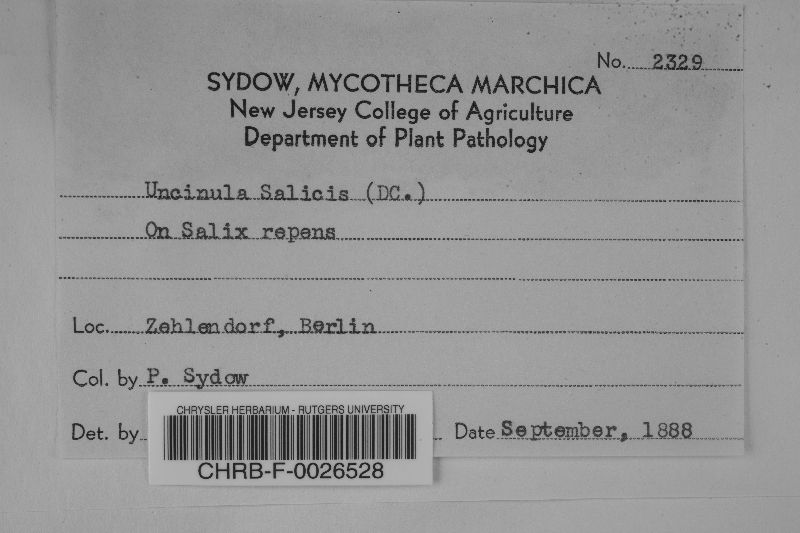 No. 2329
SYDOW, MYCOTHECA MARCHICA
New Jersey College of Agriculture
Department of Plant Pathology
Uncinula Salicis (DC.)
On Salix repens
Loc. Zehlendorf, Berlin
Col. by P. Sydow
Det. by
Date September, 1888
CHRYSLER HERBARIUM - RUTGERS UNIVERSITY
CHRB-F-0026528